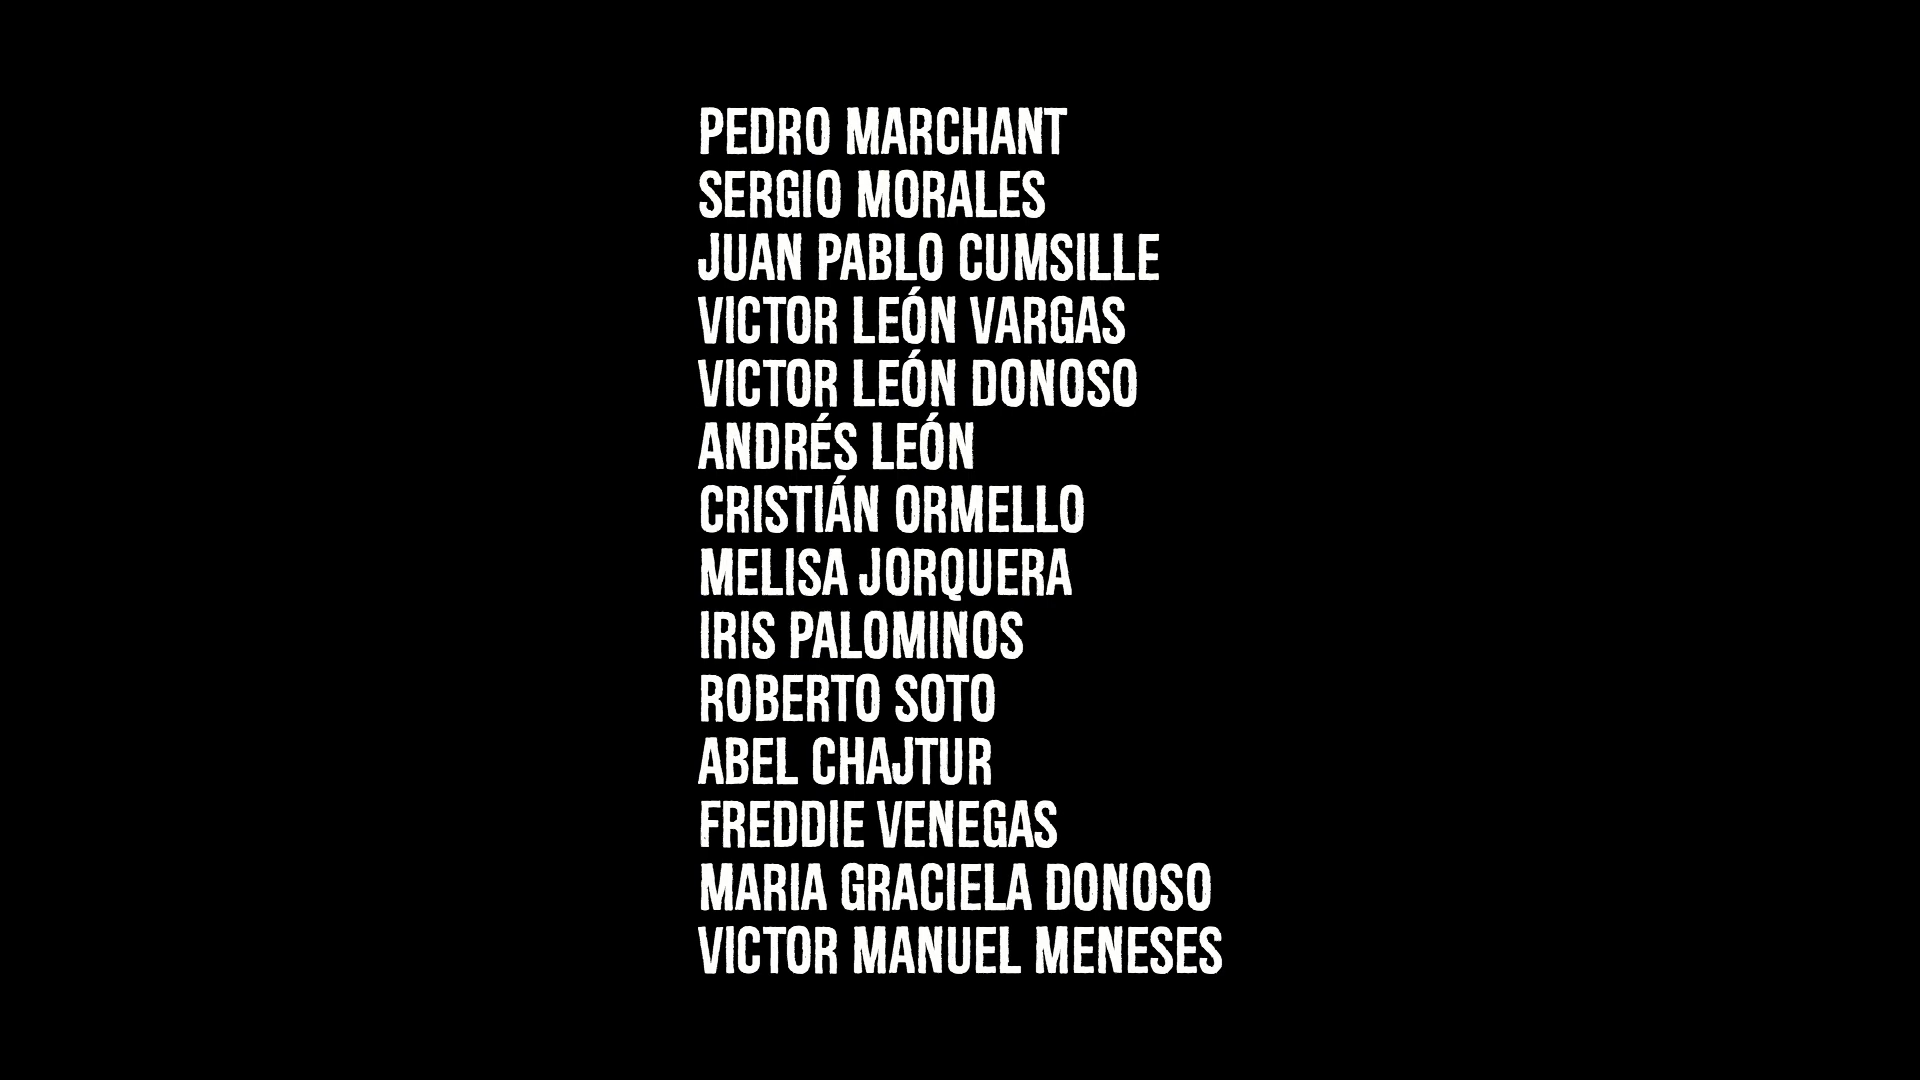 PEDRO MARCHANT
SERGIO MORALES
JUAN PABLO CUMSILLE
VICTOR LEÓN VARGAS
VICTOR LEÓN DONOSO
ANDRÉS LEÓN
CRISTIÁN ORMELLO
MELISA JORQUERA
IRIS PALOMINOS
ROBERTO SOTO
ABEL CHAJTUR
FREDDIE VENEGAS
MARIA GRACIELA DONOSO
VICTOR MANUEL MENESES